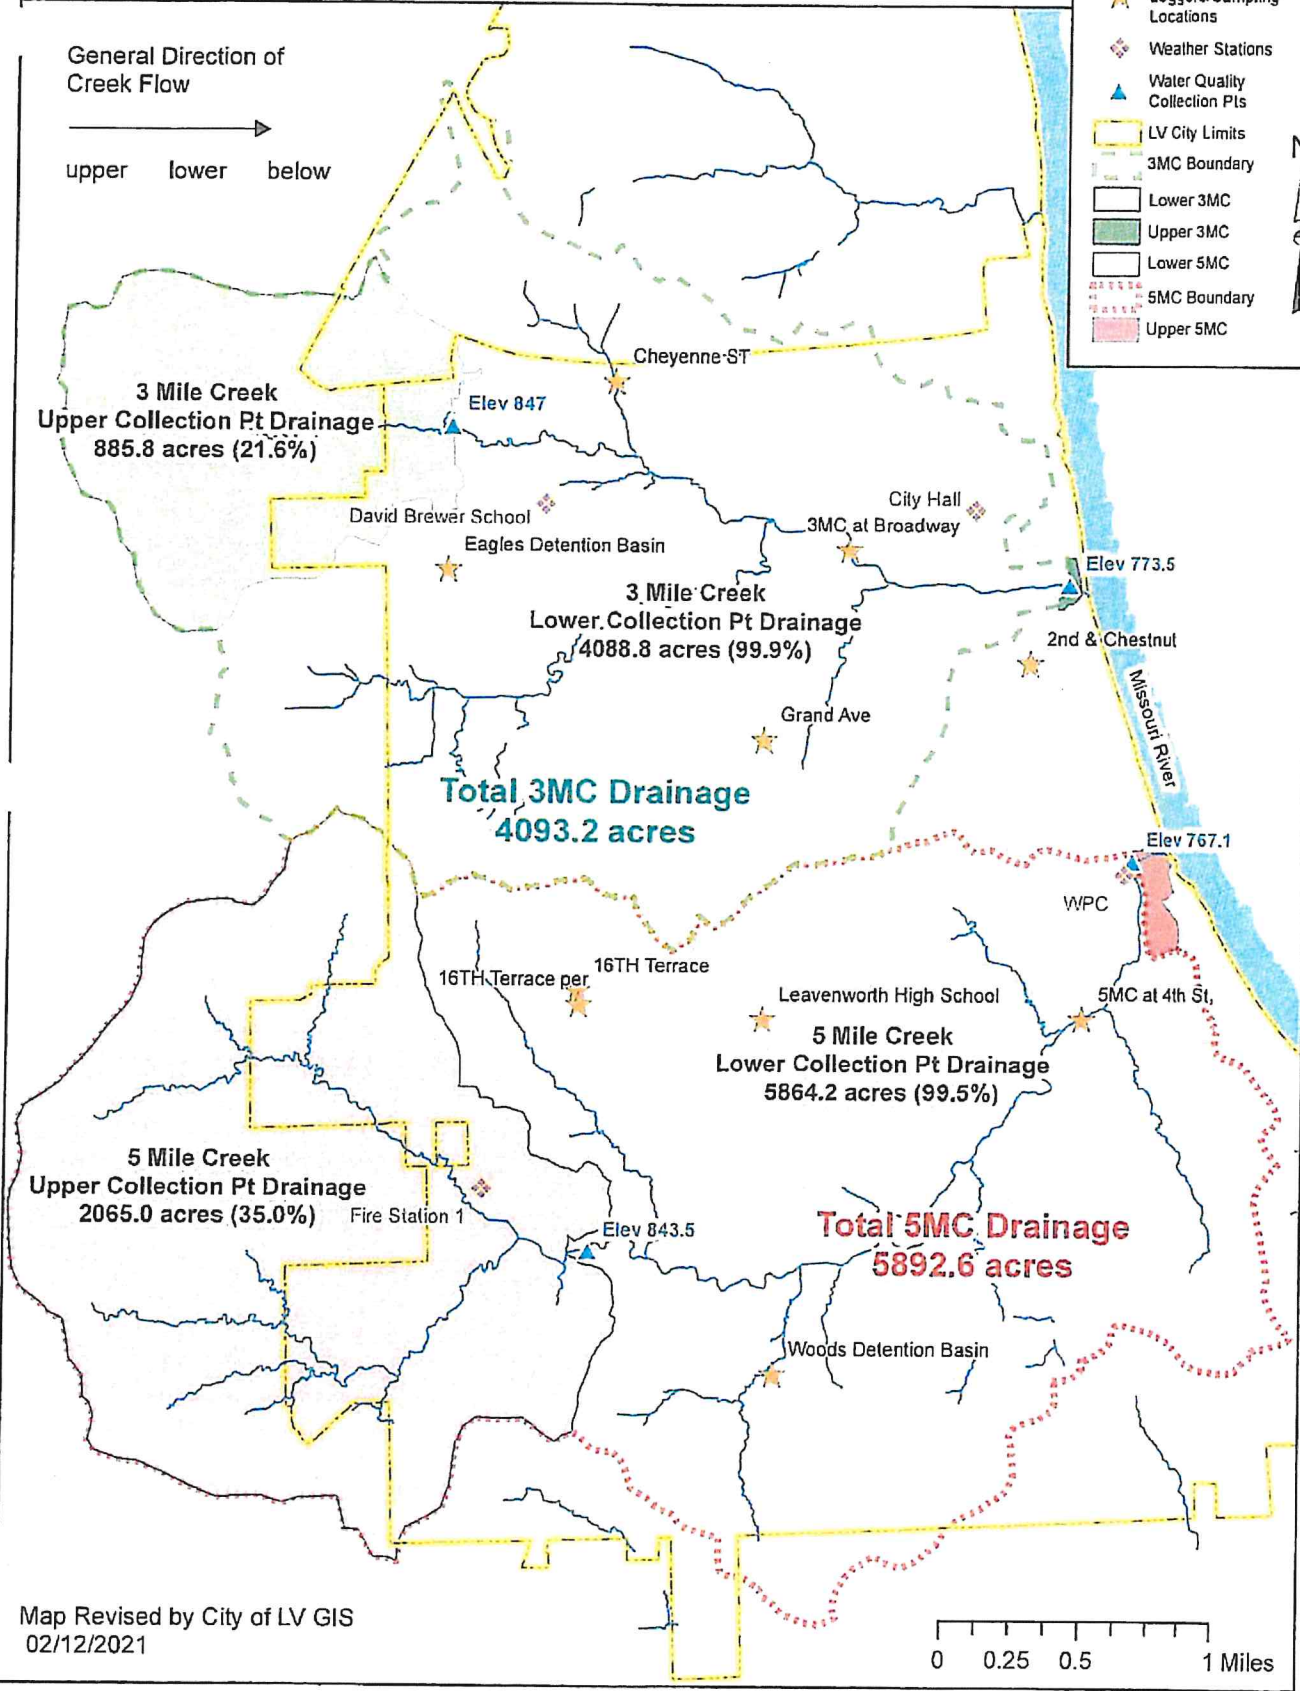 General Direction of
Creek Flow
upper lower below
Locations
Weather Stations
Water Quality
Collection Pts
LV City Limits
3MC Boundary
Lower 3MC
Upper 3MC
Lower 5MC
5MC Boundary
Upper 5MC
N
Cheyenne ST
3 Mile Creek
Upper Collection Pt Drainage
885.8 acres (21.6%)
Elev 847
David Brewer School
Eagles Detention Basin
City Hall
3MC at Broadway
Elev 773.5
3 Mile Creek
Lower Collection Pt Drainage
4088.8 acres (99.9%)
2nd & Chestnut
Missouri River
Grand Ave
Total 3MC Drainage
4093.2 acres
Elev 767.1
WPC
16TH Terrace per
16TH Terrace
Leavenworth High School
5MC at 4th St,
5 Mile Creek
Lower Collection Pt Drainage
5864.2 acres (99.5%)
5 Mile Creek
Upper Collection Pt Drainage
2065.0 acres (35.0%)
Fire Station 1
Elev 843.5
Total 5MC Drainage
5892.6 acres
Woods Detention Basin
Map Revised by City of LV GIS
02/12/2021
0 0.25 0.5 1 Miles